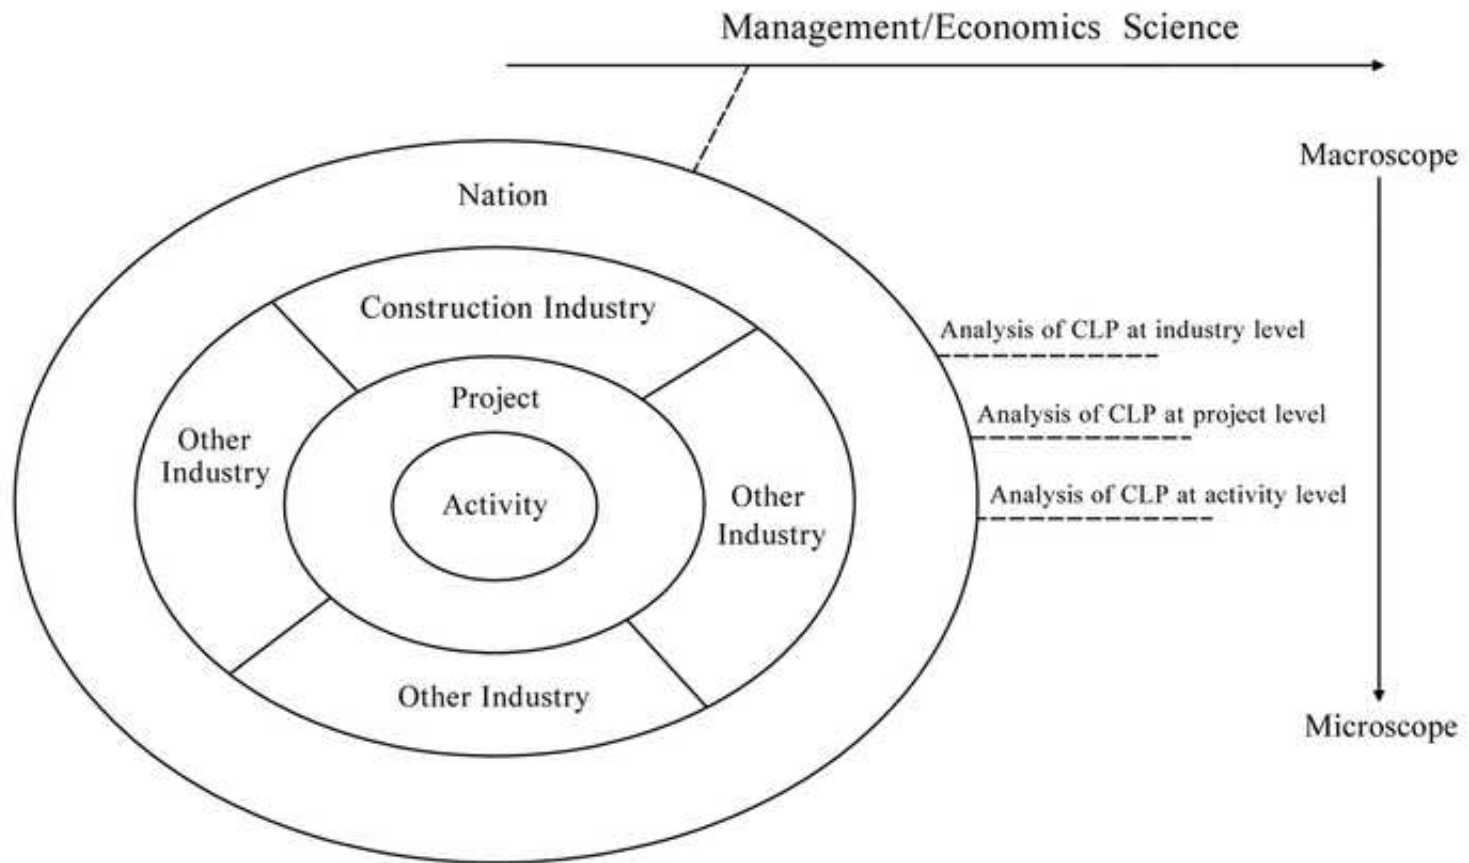 Management/Economics Science
Macroscope
Nation
Construction Industry
Analysis of CLP at industry level
Project
Analysis of CLP at project level
Other
Industry
Activity
Other
Industry
Analysis of CLP at activity level
Other Industry
Microscope